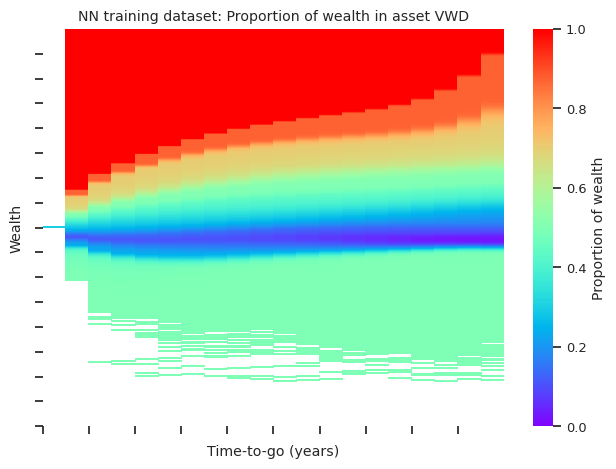 NN training dataset: Proportion of wealth in asset VWD
Wealth
Time-to-go (years)
1.0
0.8
0.6
0.4
0.2
0.0
Proportion of wealth